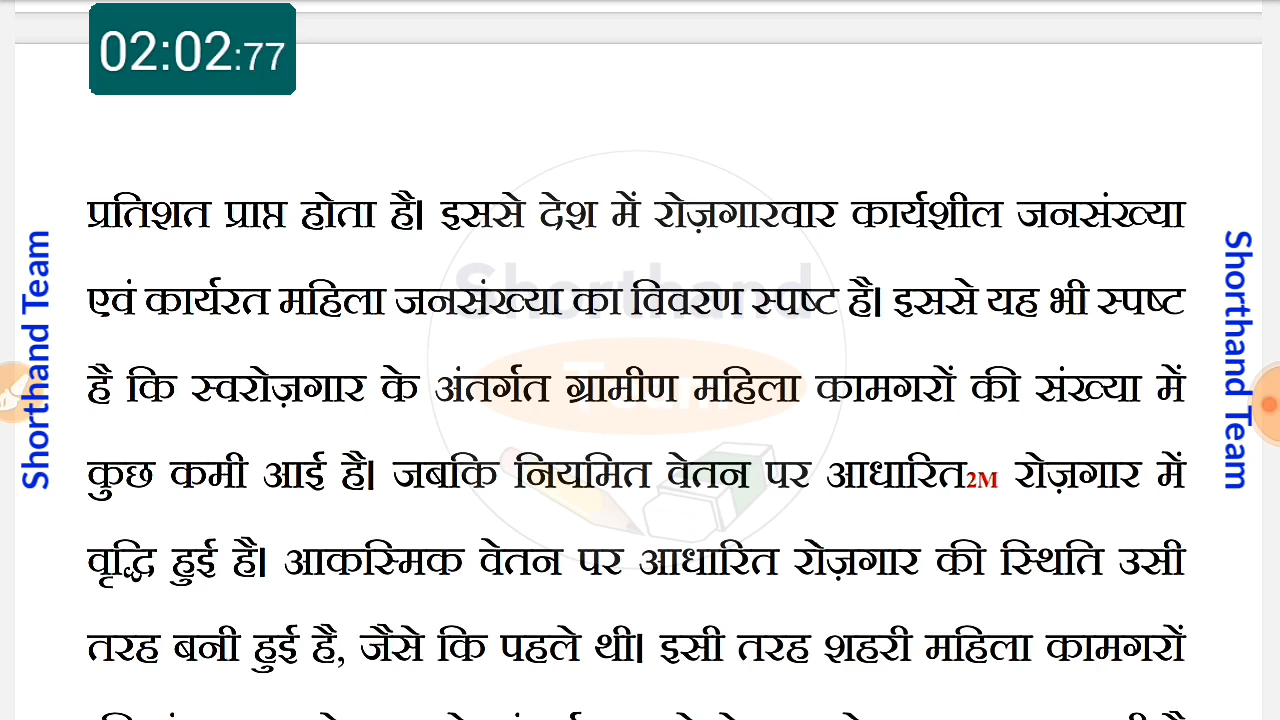 02:02:77
प्रतिशत प्राप्त होता है। इससे देश में रोज़गारवार कार्यशील जनसंख्या
एवं कार्यरत महिला जनसंख्या का विवरण स्पष्ट है। इससे यह भी स्पष्ट
है कि स्वरोज़गार के अंतर्गत ग्रामीण महिला कामगरों की संख्या में
कुछ कमी आई है। जबकि नियमित वेतन पर आधारित2M रोज़गार में
वृद्धि हुई है। आकस्मिक वेतन पर आधारित रोज़गार की स्थिति उसी
तरह बनी हुई है, जैसे कि पहले थी। इसी तरह शहरी महिला कामगरों
Shorthand Team
Shorthand Team
Shorthand
Team